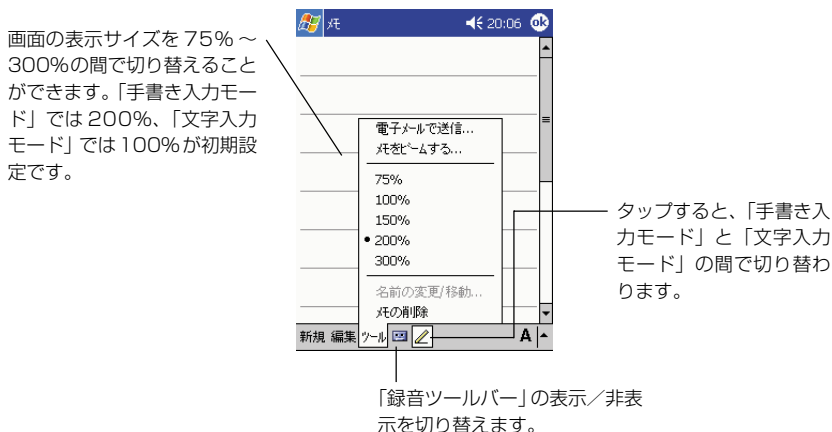 画面の表示サイズを75%～
300%の間で切り替えること
ができます。「手書き入力モー
ド」では200%、「文字入力
モード」では100%が初期設
定です。
メモ 20:06 ok
電子メールで送信...
メモをビームする...
75%
100%
150%
200%
300%
名前の変更/移動...
メモの削除
新規 編集 ツール A
タップすると、「手書き入
力モード」と「文字入力
モード」の間で切り替わ
ります。
「録音ツールバー」の表示／非表
示を切り替えます。